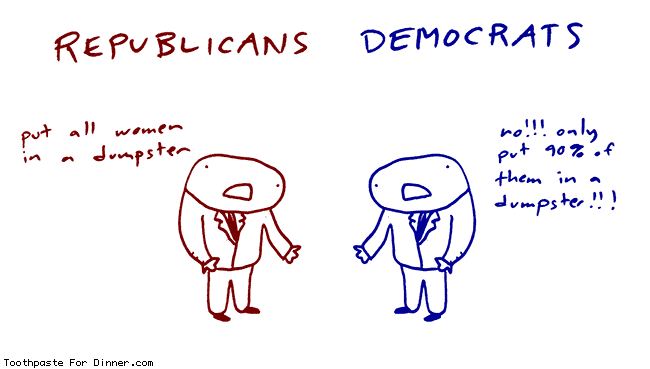 REPUBLICANS
DEMOCRATS
put all women
in a dumpster
no!!! only
put 90% of
them in a
dumpster!!!
Toothpaste For Dinner.com